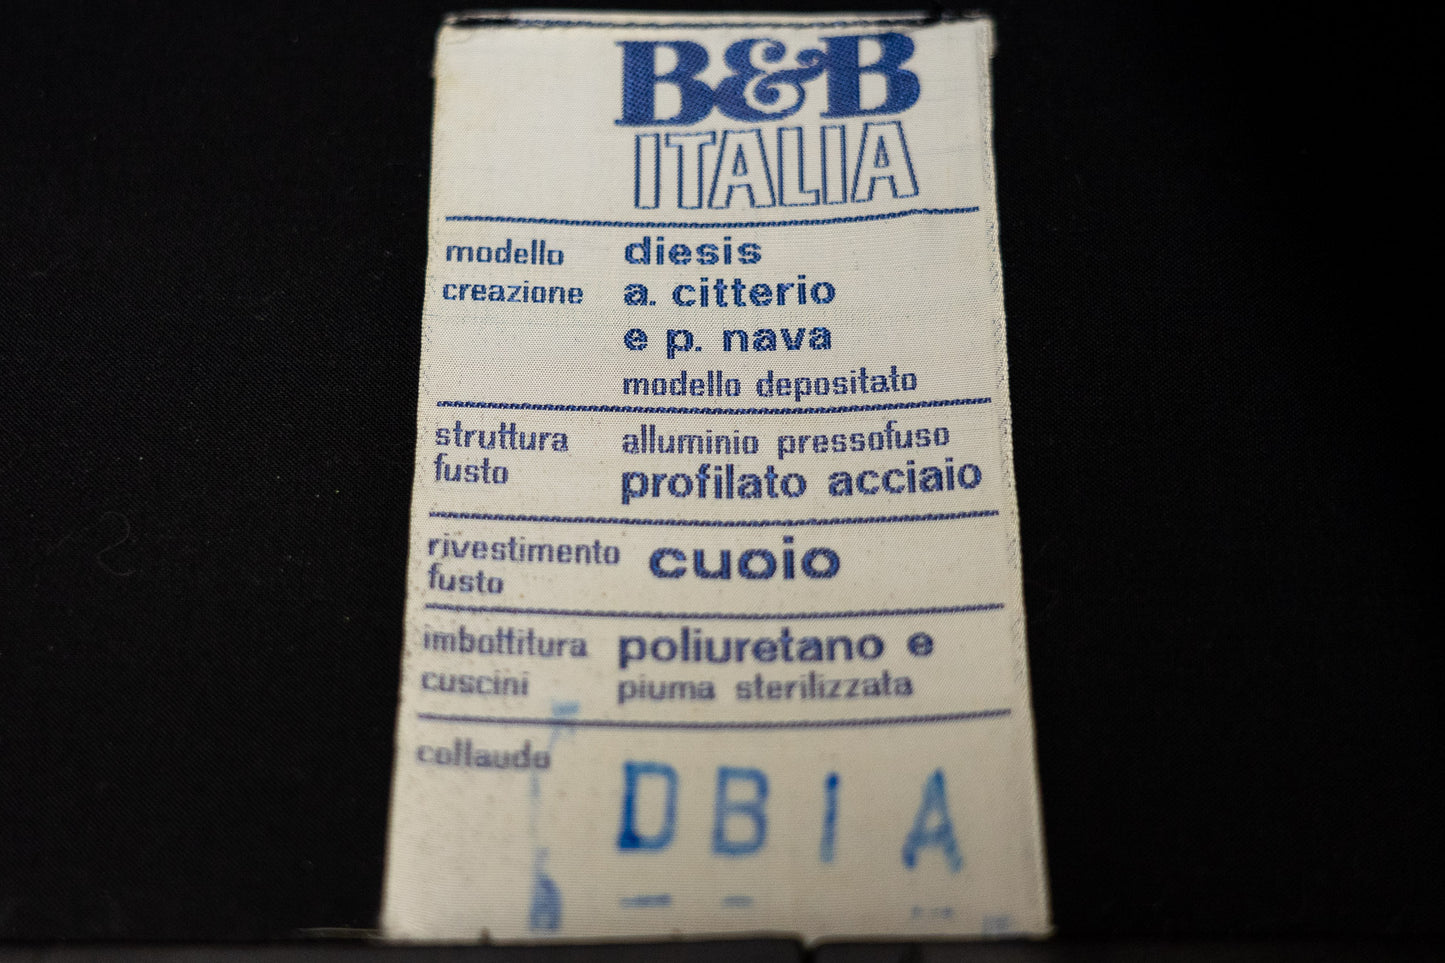 B&B
ITALIA
modello diesis
creazione a. citterio
e p. nava
modello depositato
struttura alluminio pressofuso
fusto profilato acciaio
rivestimento cuoio
fusto
imbottitura poliuretano e
cuscini piuma sterilizzata
collaudo
D B I A